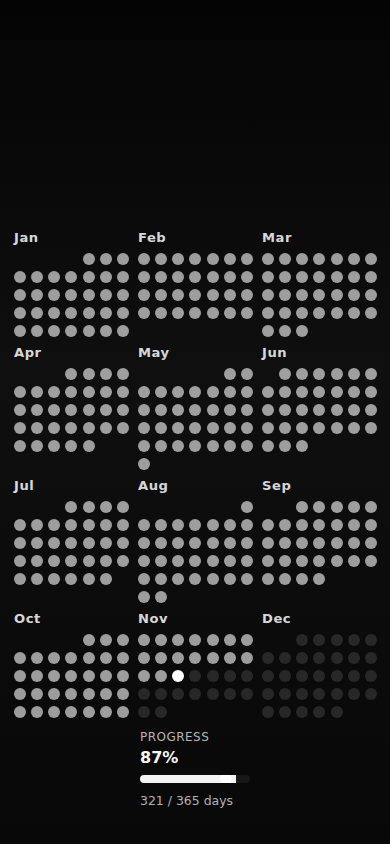 Jan Feb Mar
Apr May Jun
Jul Aug Sep
Oct Nov Dec
PROGRESS
87%
321 / 365 days